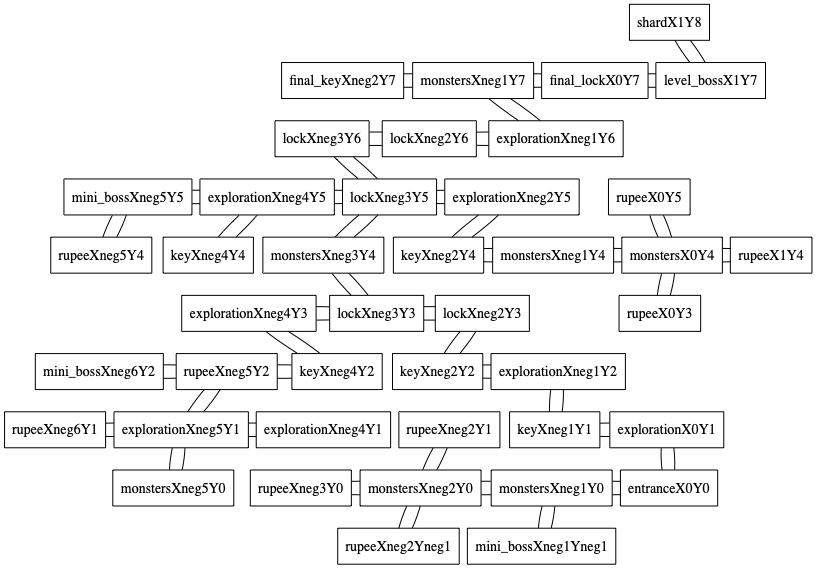 shardX1Y8
final_keyXneg2Y7 monstersXneg1Y7 final_lockX0Y7 level_bossX1Y7
lockXneg3Y6 lockXneg2Y6 explorationXneg1Y6
mini_bossXneg5Y5 explorationXneg4Y5 lockXneg3Y5 explorationXneg2Y5 rupeeX0Y5
rupeeXneg5Y4 keyXneg4Y4 monstersXneg3Y4 keyXneg2Y4 monstersXneg1Y4 monstersX0Y4 rupeeX1Y4
explorationXneg4Y3 lockXneg3Y3 lockXneg2Y3 rupeeX0Y3
mini_bossXneg6Y2 rupeeXneg5Y2 keyXneg4Y2 keyXneg2Y2 explorationXneg1Y2
rupeeXneg6Y1 explorationXneg5Y1 explorationXneg4Y1 rupeeXneg2Y1 keyXneg1Y1 explorationX0Y1
monstersXneg5Y0 rupeeXneg3Y0 monstersXneg2Y0 monstersXneg1Y0 entranceX0Y0
rupeeXneg2Yneg1 mini_bossXneg1Yneg1